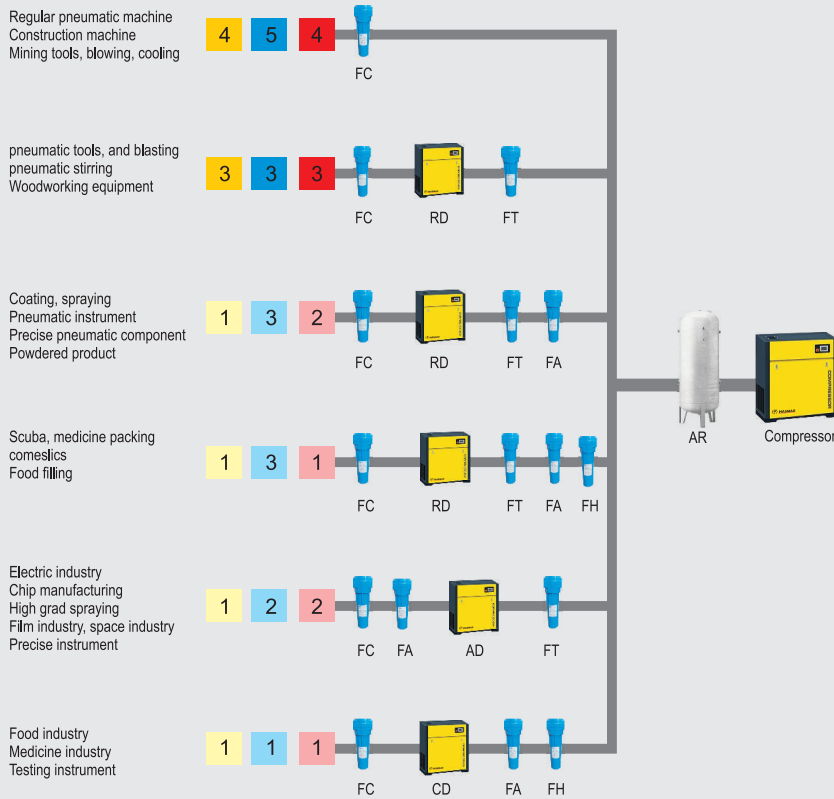 Regular pneumatic machine
Construction machine
Mining tools, blowing, cooling
4 5 4
FC
pneumatic tools, and blasting
pneumatic stirring
Woodworking equipment
3 3 3
FC RD FT
Coating, spraying
Pneumatic instrument
Precise pneumatic component
Powdered product
1 3 2
FC RD FT FA
AR Compressor
Scuba, medicine packing
comeslics
Food filling
1 3 1
FC RD FT FA FH
Electric industry
Chip manufacturing
High grad spraying
Film industry, space industry
Precise instrument
1 2 2
FC FA AD FT
Food industry
Medicine industry
Testing instrument
1 1 1
FC CD FA FH